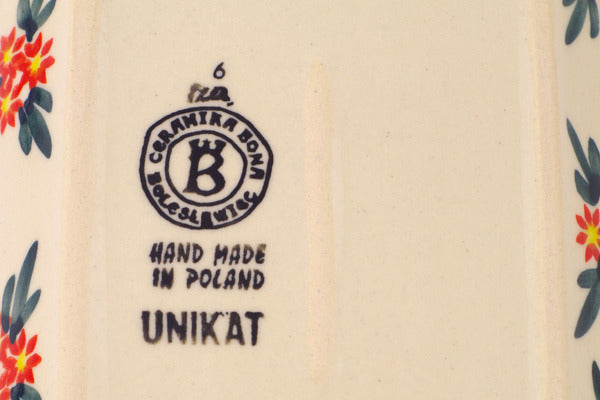 6
CERAMIKA BONA
BOLESŁAWIEC
B
HAND MADE
IN POLAND
UNIKAT